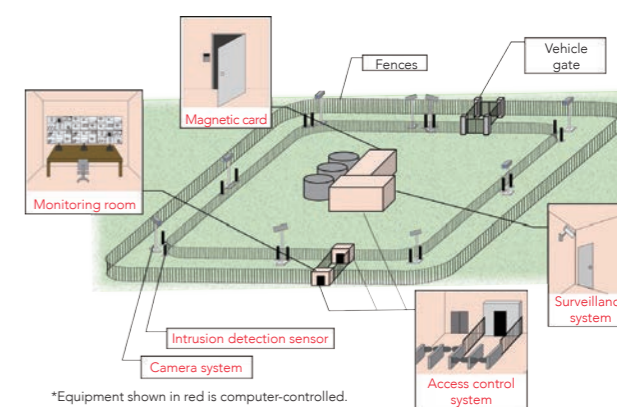 Vehicle
gate
Fences
Magnetic card
Monitoring room
Surveillance
system
Intrusion detection sensor
Camera system
Access control
system
*Equipment shown in red is computer-controlled.